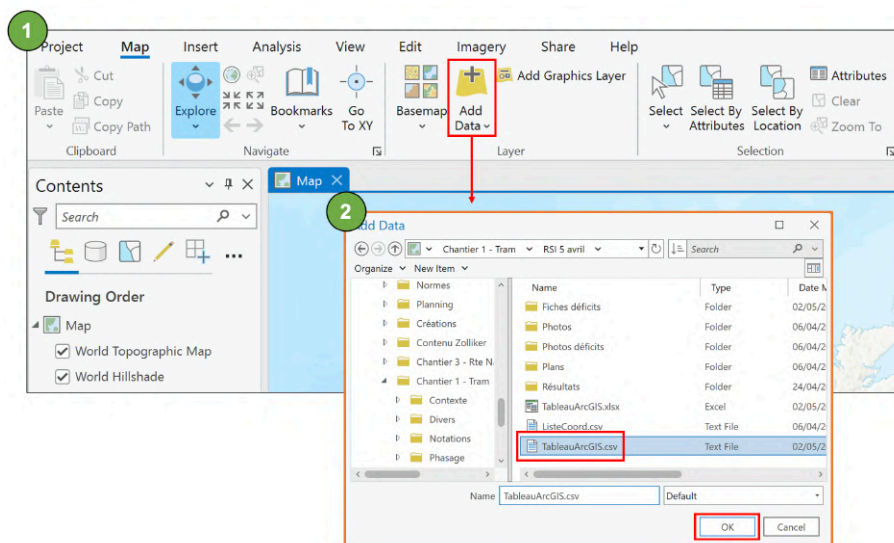 1
Project Map Insert Analysis View Edit Imagery Share Help
Cut
Copy
Copy Path
Paste
Clipboard
Explore
Bookmarks
Go To XY
Navigate
Basemap
Add Data
Add Graphics Layer
Layer
Select
Select By Attributes
Select By Location
Attributes
Clear
Zoom To
Selection
Contents
Search
Drawing Order
Map
World Topographic Map
World Hillshade
Map
2
Add Data
Chantier 1 - Tram RSI 5 avril Search
Organize New Item
Normes
Planning
Créations
Contenu Zolliker
Chantier 3 - Rte N
Chantier 1 - Tram
Contexte
Divers
Notations
Phasage
Name Type Date M
Fiches déficits Folder 02/05/2
Photos Folder 06/04/2
Photos déficits Folder 06/04/2
Plans Folder 06/04/2
Résultats Folder 24/04/2
TableauArcGIS.xlsx Excel 02/05/2
ListeCoord.csv Text File 06/04/2
TableauArcGIS.csv Text File 02/05/2
Name TableauArcGIS.csv Default
OK Cancel